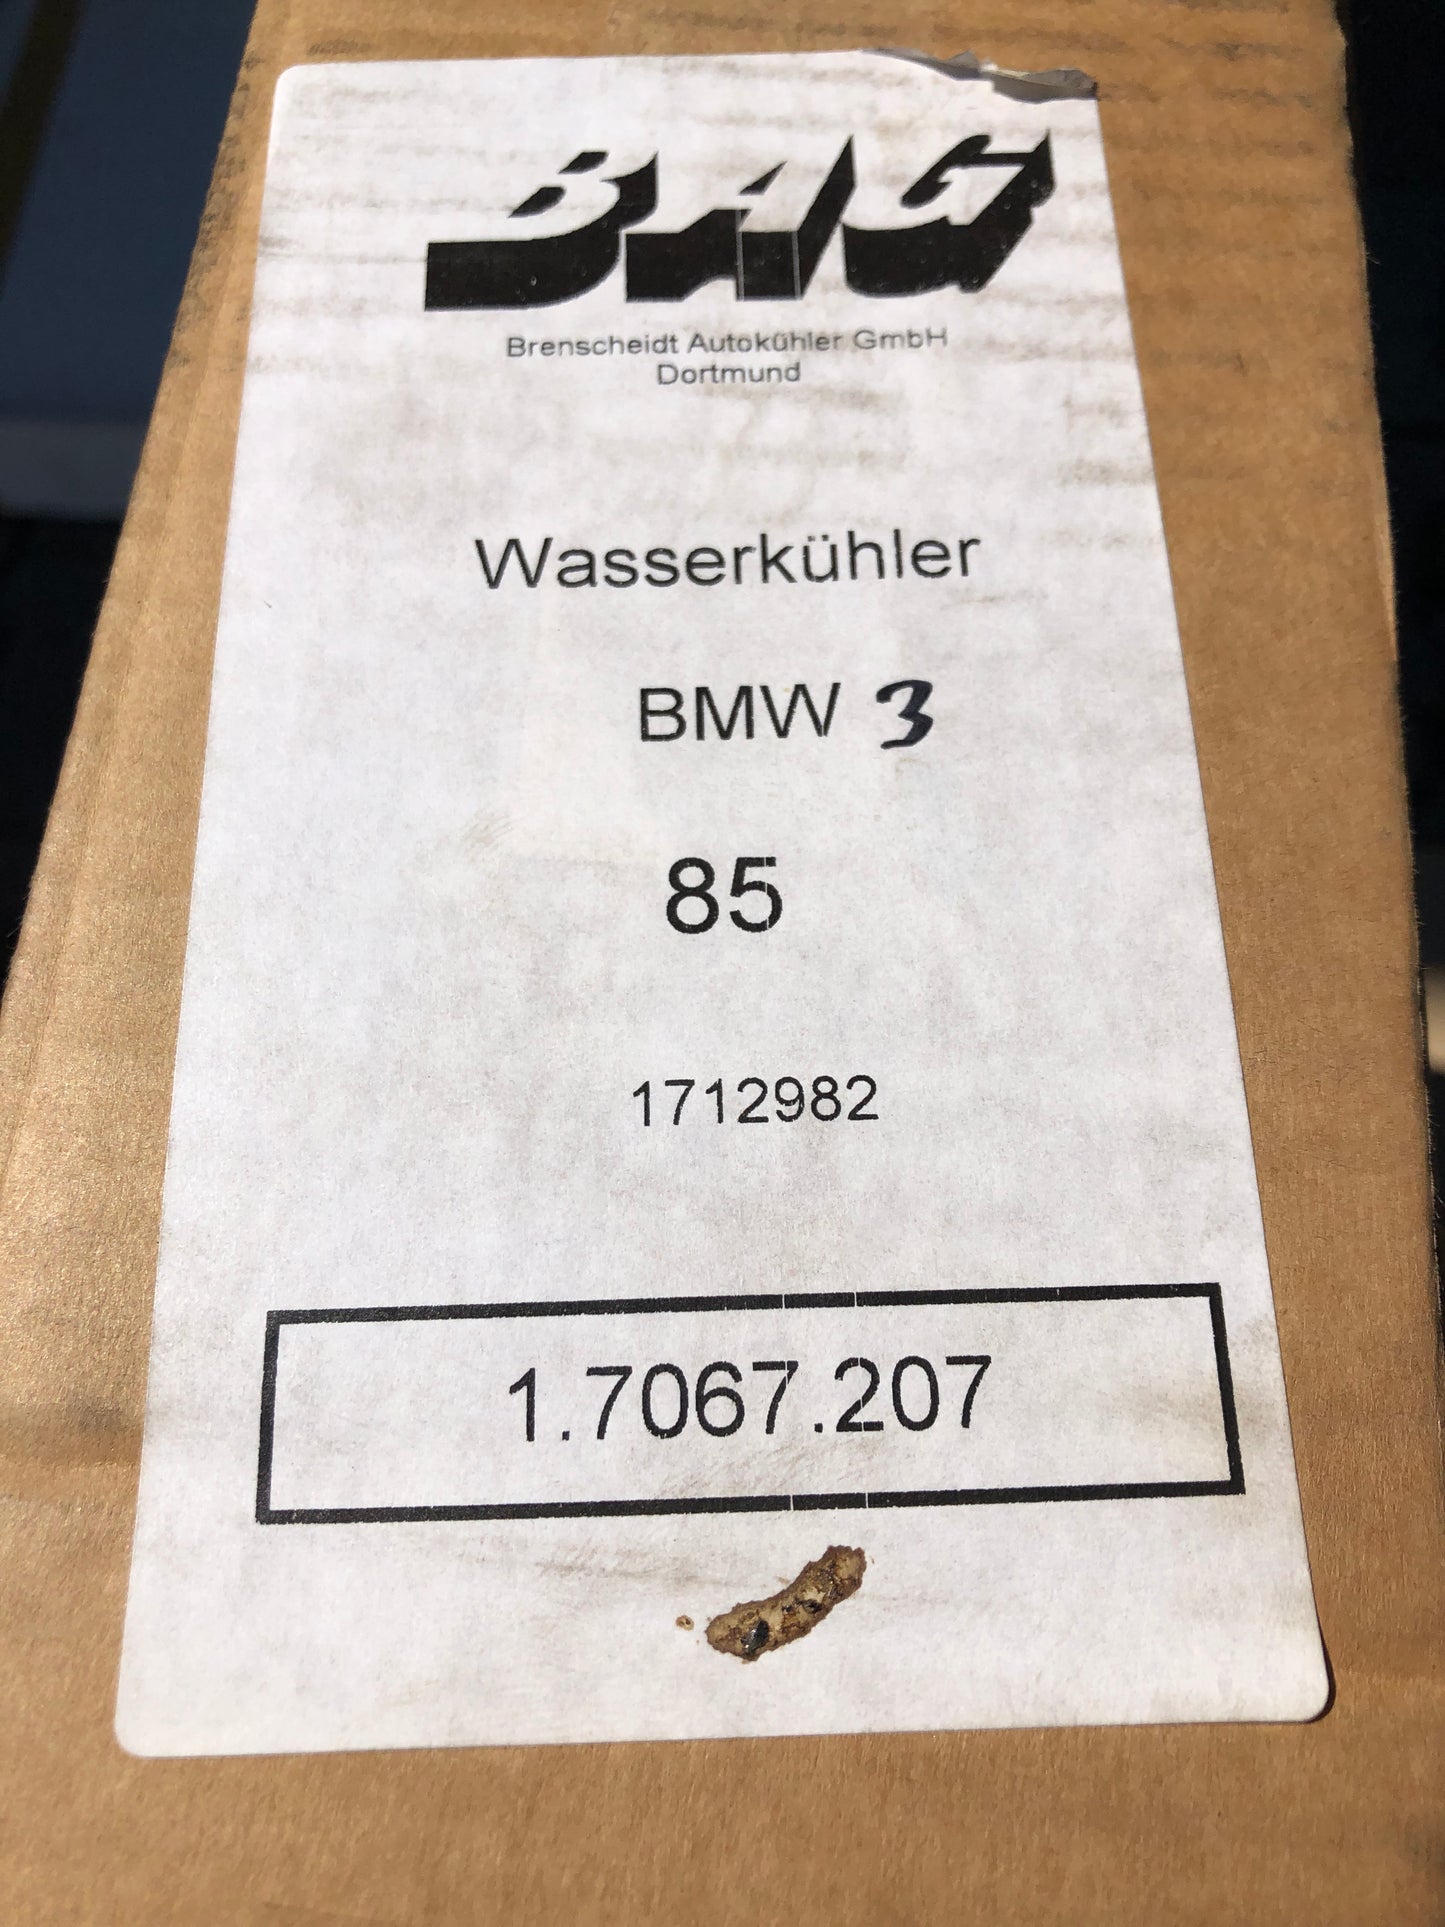 BAG
Brenscheidt Autokühler GmbH
Dortmund
Wasserkühler
BMW 3
85
1712982
1.7067.207